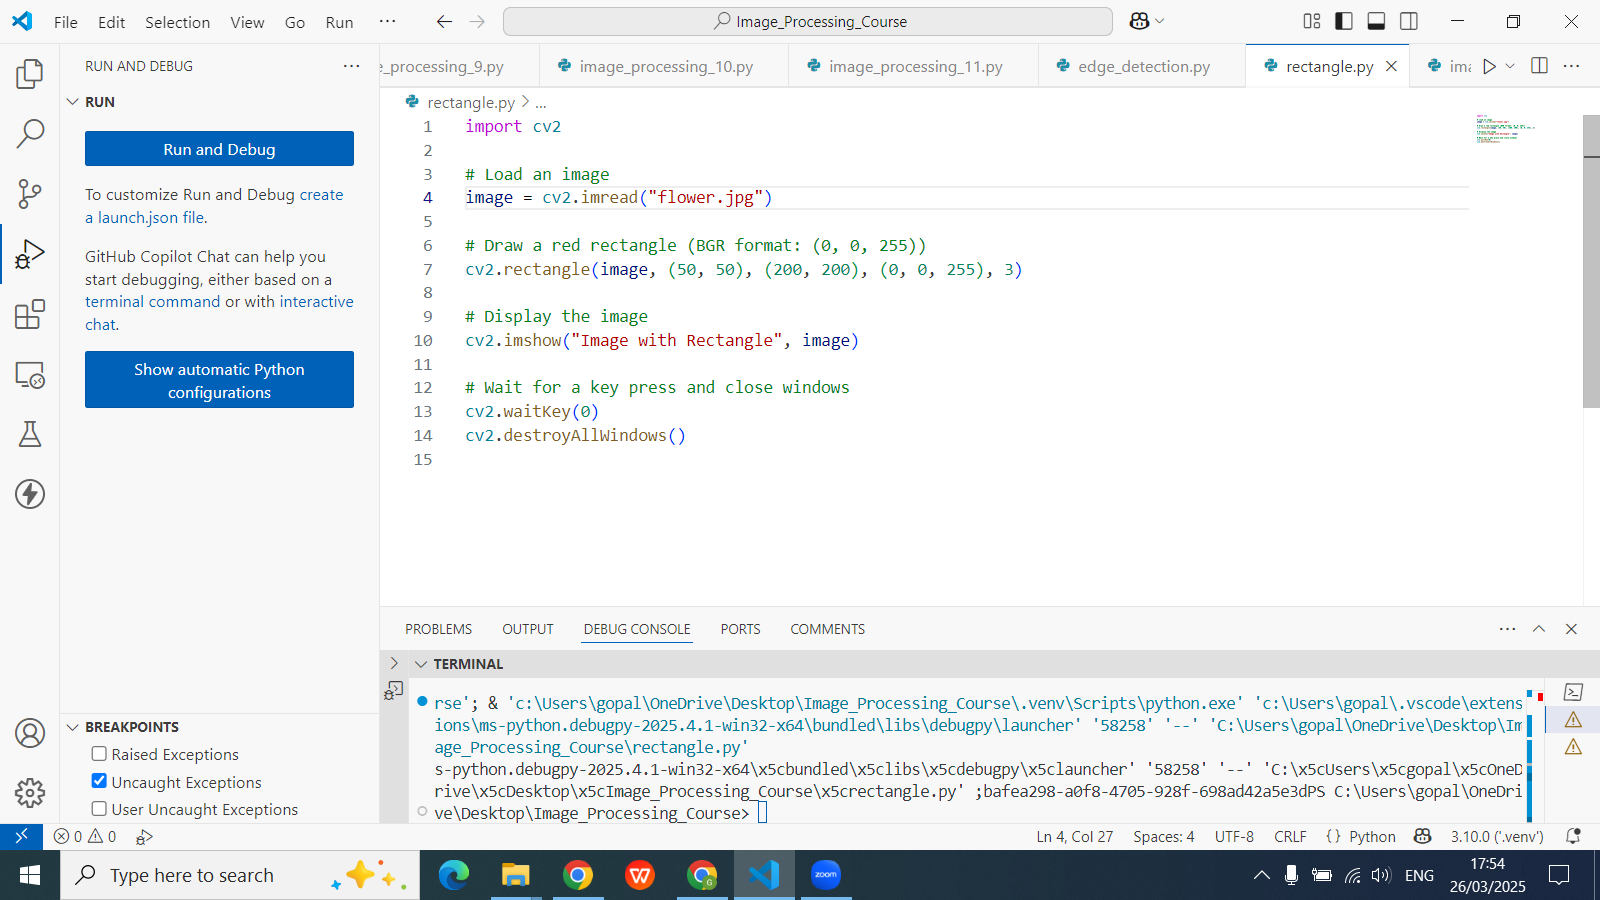 File Edit Selection View Go Run ··· Image_Processing_Course
RUN AND DEBUG ···
RUN
Run and Debug
To customize Run and Debug create
a launch.json file.
GitHub Copilot Chat can help you
start debugging, either based on a
terminal command or with interactive
chat.
Show automatic Python
configurations
BREAKPOINTS
Raised Exceptions
Uncaught Exceptions
User Uncaught Exceptions
e_processing_9.py image_processing_10.py image_processing_11.py edge_detection.py rectangle.py ima
rectangle.py > ...
1 import cv2
2
3 # Load an image
4 image = cv2.imread("flower.jpg")
5
6 # Draw a red rectangle (BGR format: (0, 0, 255))
7 cv2.rectangle(image, (50, 50), (200, 200), (0, 0, 255), 3)
8
9 # Display the image
10 cv2.imshow("Image with Rectangle", image)
11
12 # Wait for a key press and close windows
13 cv2.waitKey(0)
14 cv2.destroyAllWindows()
15
PROBLEMS OUTPUT DEBUG CONSOLE PORTS COMMENTS
TERMINAL
rse'; & 'c:\Users\gopal\OneDrive\Desktop\Image_Processing_Course\.venv\Scripts\python.exe' 'c:\Users\gopal\.vscode\extens
ions\ms-python.debugpy-2025.4.1-win32-x64\bundled\libs\debugpy\launcher' '58258' '--' 'C:\Users\gopal\OneDrive\Desktop\Im
age_Processing_Course\rectangle.py'
s-python.debugpy-2025.4.1-win32-x64\x5cbundled\x5clibs\x5cdebugpy\x5clauncher' '58258' '--' 'C:\x5cUsers\x5cgopal\x5cOneD
rive\x5cDesktop\x5cImage_Processing_Course\x5crectangle.py' ;bafea298-a0f8-4705-928f-698ad42a5e3dPS C:\Users\gopal\OneDri
ve\Desktop\Image_Processing_Course>
0 0 Ln 4, Col 27 Spaces: 4 UTF-8 CRLF { } Python 3.10.0 ('.venv')
Type here to search zoom ENG 17:54
26/03/2025